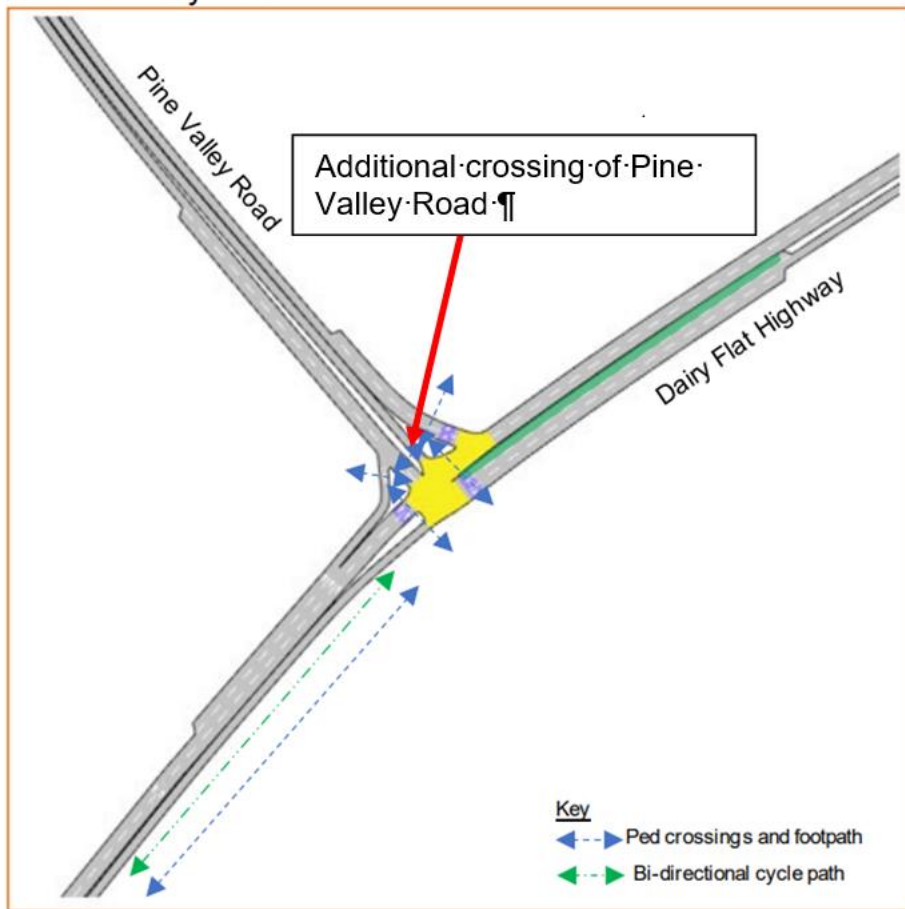 Pine Valley Road
Additional·crossing·of·Pine·
Valley·Road·¶
Dairy Flat Highway
Key
Ped crossings and footpath
Bi-directional cycle path